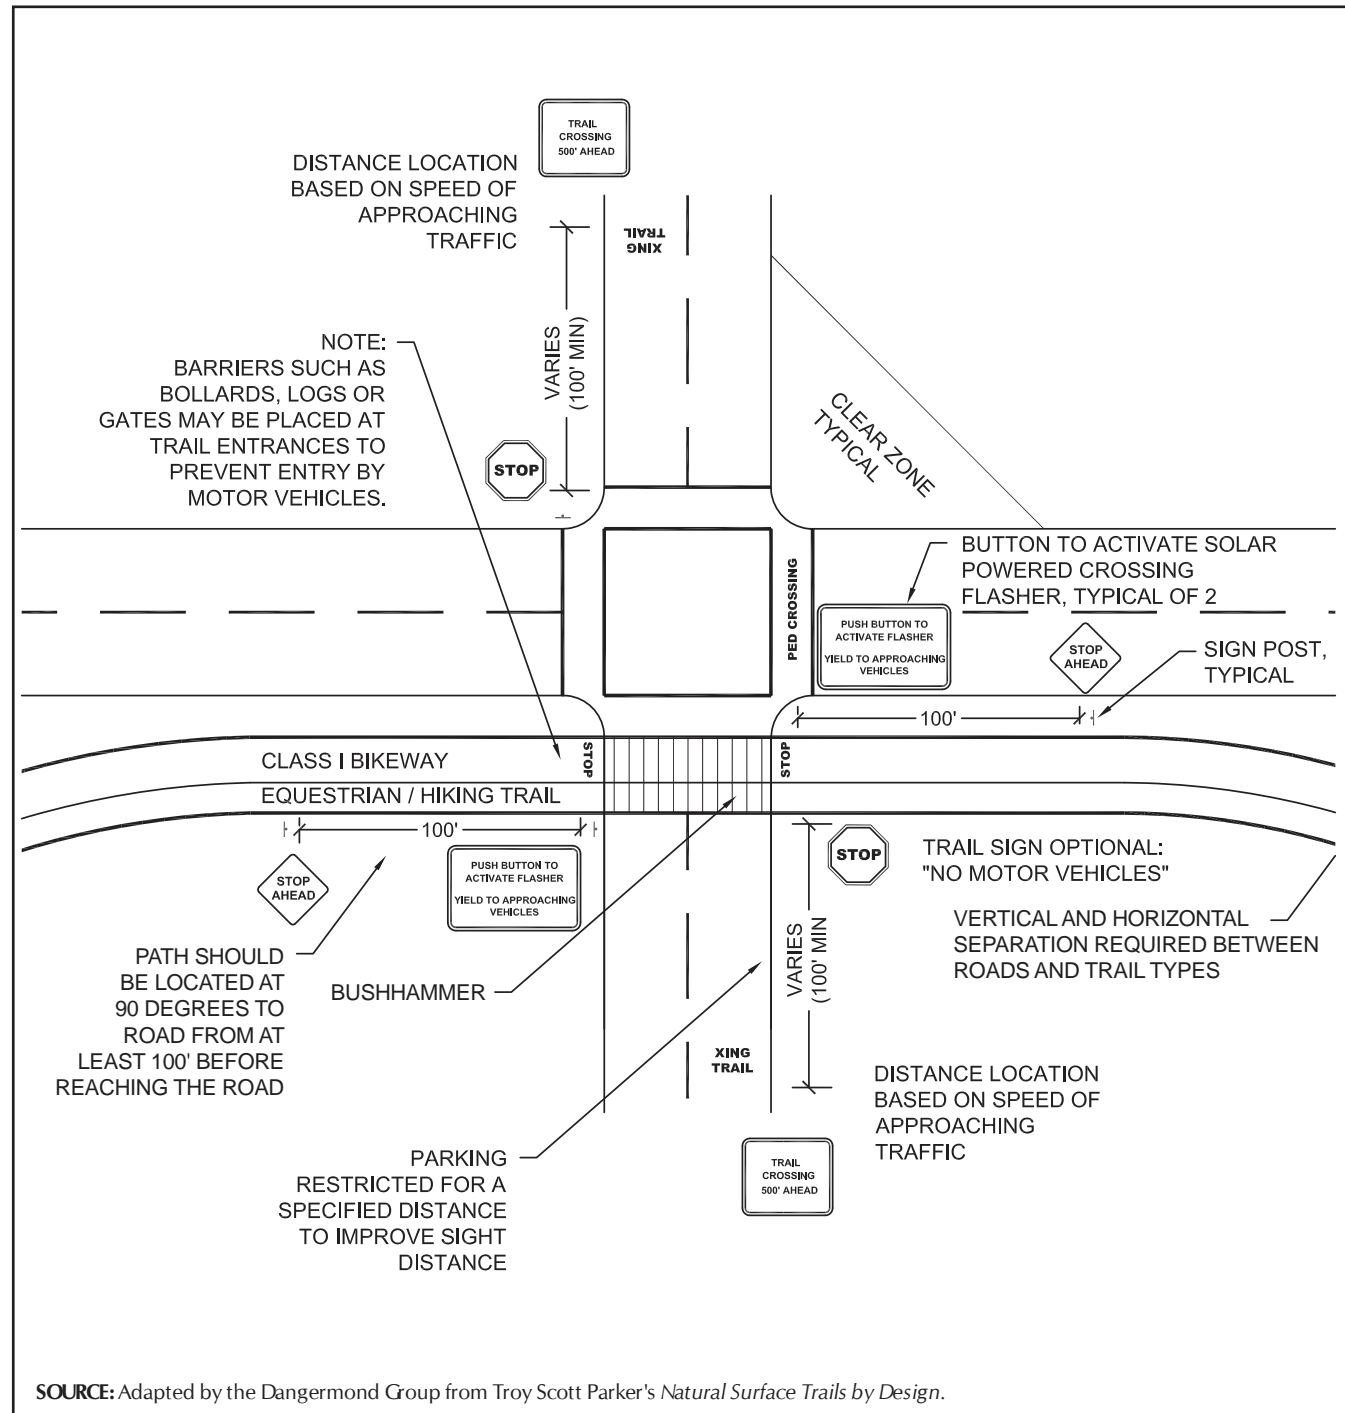 TRAIL
CROSSING
500' AHEAD
DISTANCE LOCATION
BASED ON SPEED OF
APPROACHING
TRAFFIC
XING
TRAIL
VARIES
(100' MIN)
NOTE:
BARRIERS SUCH AS
BOLLARDS, LOGS OR
GATES MAY BE PLACED AT
TRAIL ENTRANCES TO
PREVENT ENTRY BY
MOTOR VEHICLES.
STOP
CLEAR ZONE
TYPICAL
BUTTON TO ACTIVATE SOLAR
POWERED CROSSING
FLASHER, TYPICAL OF 2
PED CROSSING
PUSH BUTTON TO
ACTIVATE FLASHER
YIELD TO APPROACHING
VEHICLES
STOP
AHEAD
SIGN POST,
TYPICAL
100'
CLASS I BIKEWAY
STOP
STOP
EQUESTRIAN / HIKING TRAIL
100'
STOP
AHEAD
PUSH BUTTON TO
ACTIVATE FLASHER
YIELD TO APPROACHING
VEHICLES
STOP
TRAIL SIGN OPTIONAL:
"NO MOTOR VEHICLES"
VERTICAL AND HORIZONTAL
SEPARATION REQUIRED BETWEEN
ROADS AND TRAIL TYPES
PATH SHOULD
BE LOCATED AT
90 DEGREES TO
ROAD FROM AT
LEAST 100' BEFORE
REACHING THE ROAD
BUSHHAMMER
VARIES
(100' MIN
XING
TRAIL
DISTANCE LOCATION
BASED ON SPEED OF
APPROACHING
TRAFFIC
PARKING
RESTRICTED FOR A
SPECIFIED DISTANCE
TO IMPROVE SIGHT
DISTANCE
TRAIL
CROSSING
500' AHEAD
SOURCE: Adapted by the Dangermond Group from Troy Scott Parker's Natural Surface Trails by Design.